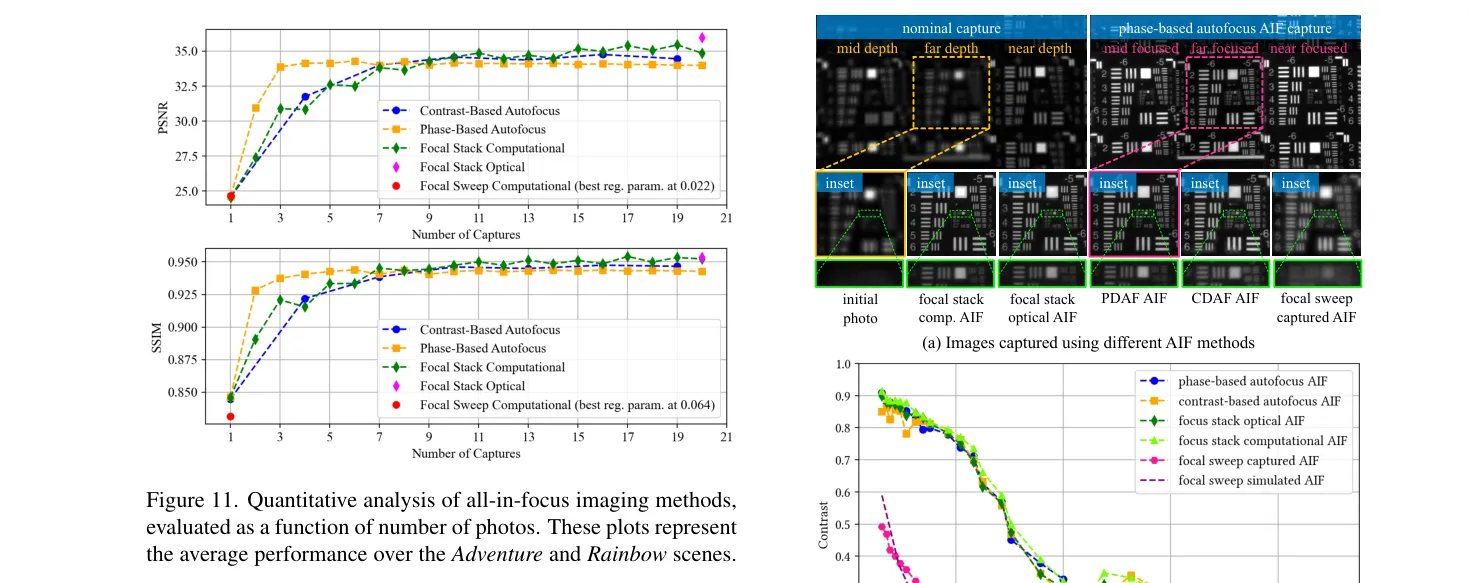 35.0
32.5
30.0
27.5
25.0
PSNR
Contrast-Based Autofocus
Phase-Based Autofocus
Focal Stack Computational
Focal Stack Optical
Focal Sweep Computational (best reg. param. at 0.022)
1 3 5 7 9 11 13 15 17 19 21
Number of Captures
0.950
0.925
0.900
0.875
0.850
SSIM
Contrast-Based Autofocus
Phase-Based Autofocus
Focal Stack Computational
Focal Stack Optical
Focal Sweep Computational (best reg. param. at 0.064)
1 3 5 7 9 11 13 15 17 19 21
Number of Captures
Figure 11. Quantitative analysis of all-in-focus imaging methods,
evaluated as a function of number of photos. These plots represent
the average performance over the Adventure and Rainbow scenes.
nominal capture
phase-based autofocus AIF capture
mid depth far depth near depth
mid focused far focused near focused
inset inset inset inset inset inset
initial photo
focal stack comp. AIF
focal stack optical AIF
PDAF AIF
CDAF AIF
focal sweep captured AIF
(a) Images captured using different AIF methods
1.0
0.9
0.8
0.7
0.6
0.5
0.4
Contrast
phase-based autofocus AIF
contrast-based autofocus AIF
focus stack optical AIF
focus stack computational AIF
focal sweep captured AIF
focal sweep simulated AIF